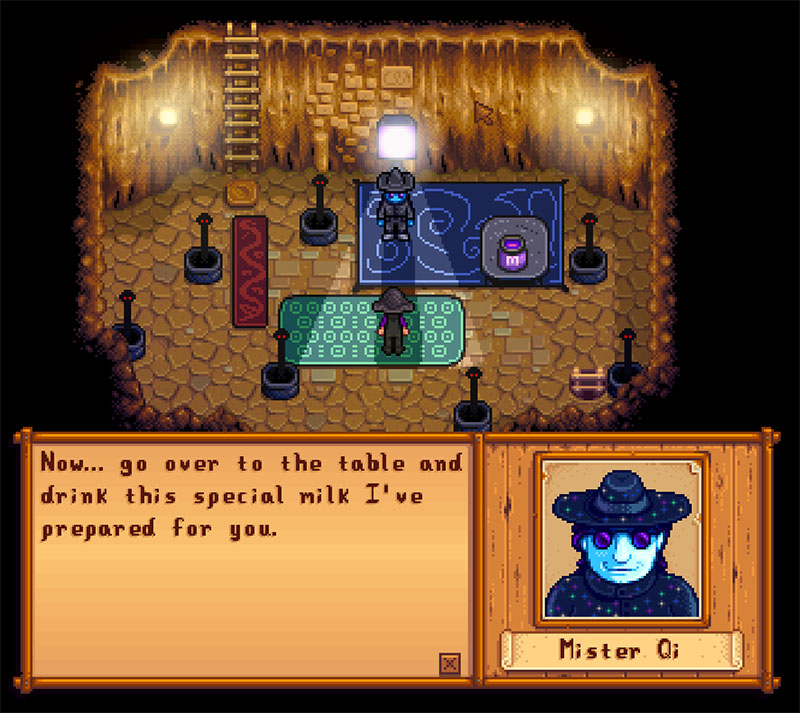 m
Now... go over to the table and
drink this special milk I've
prepared for you.
Mister Qi